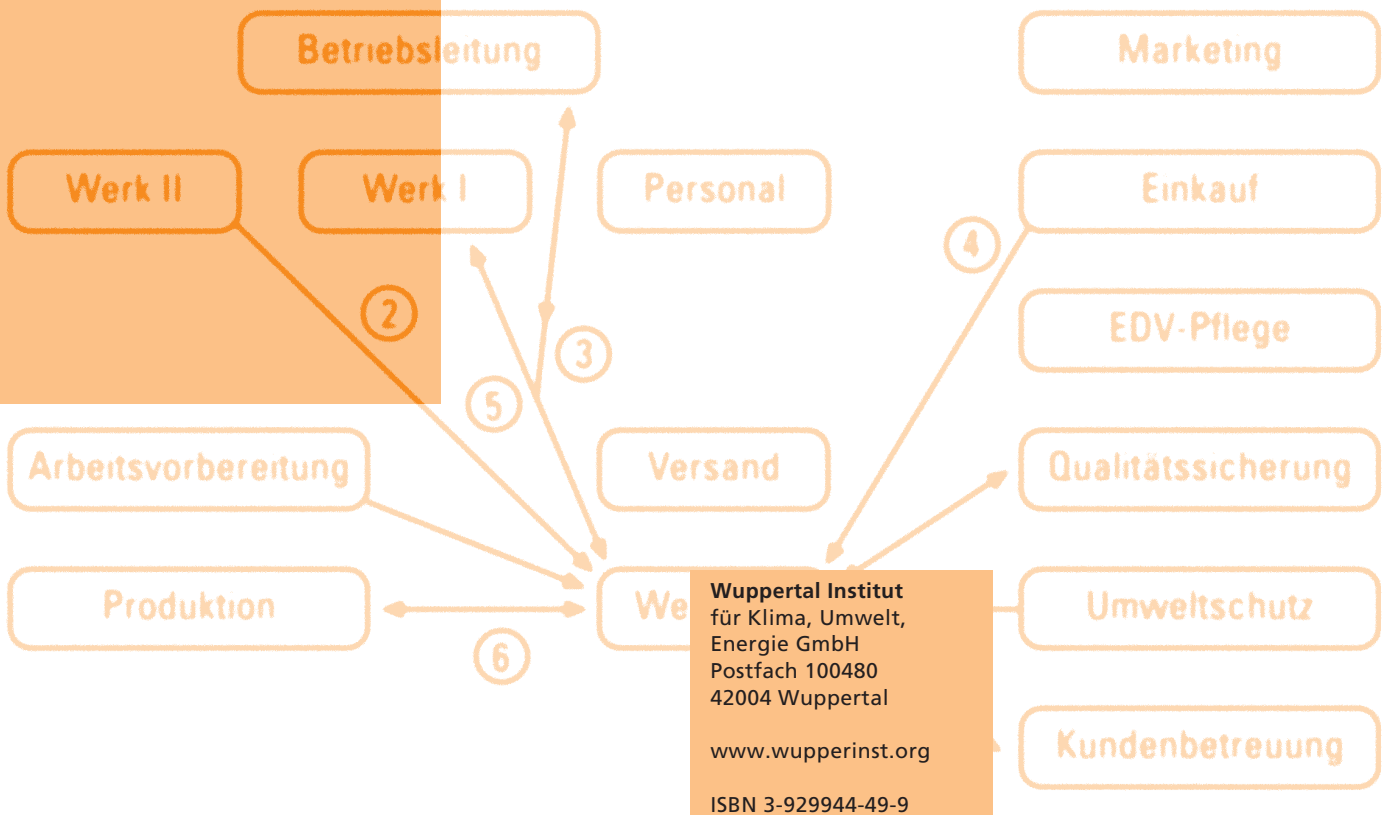 Betriebsleitung
Marketing
Werk II
Werk I
Personal
Einkauf
4
2
EDV-Pflege
3
5
Arbeitsvorbereitung
Versand
Qualitätssicherung
Produktion
Umweltschutz
6
Wuppertal Institut
für Klima, Umwelt,
Energie GmbH
Postfach 100480
42004 Wuppertal
www.wupperinst.org
ISBN 3-929944-49-9
Kundenbetreuung